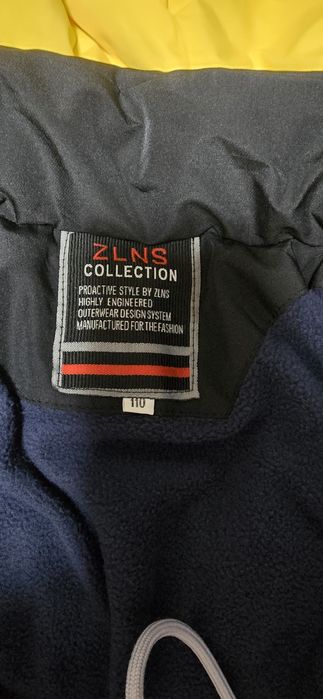 ZLNS
COLLECTION
PROACTIVE STYLE BY ZLNS
HIGHLY ENGINEERED
OUTERWEAR DESIGN SYSTEM
MANUFACTURED FOR THE FASHION
110